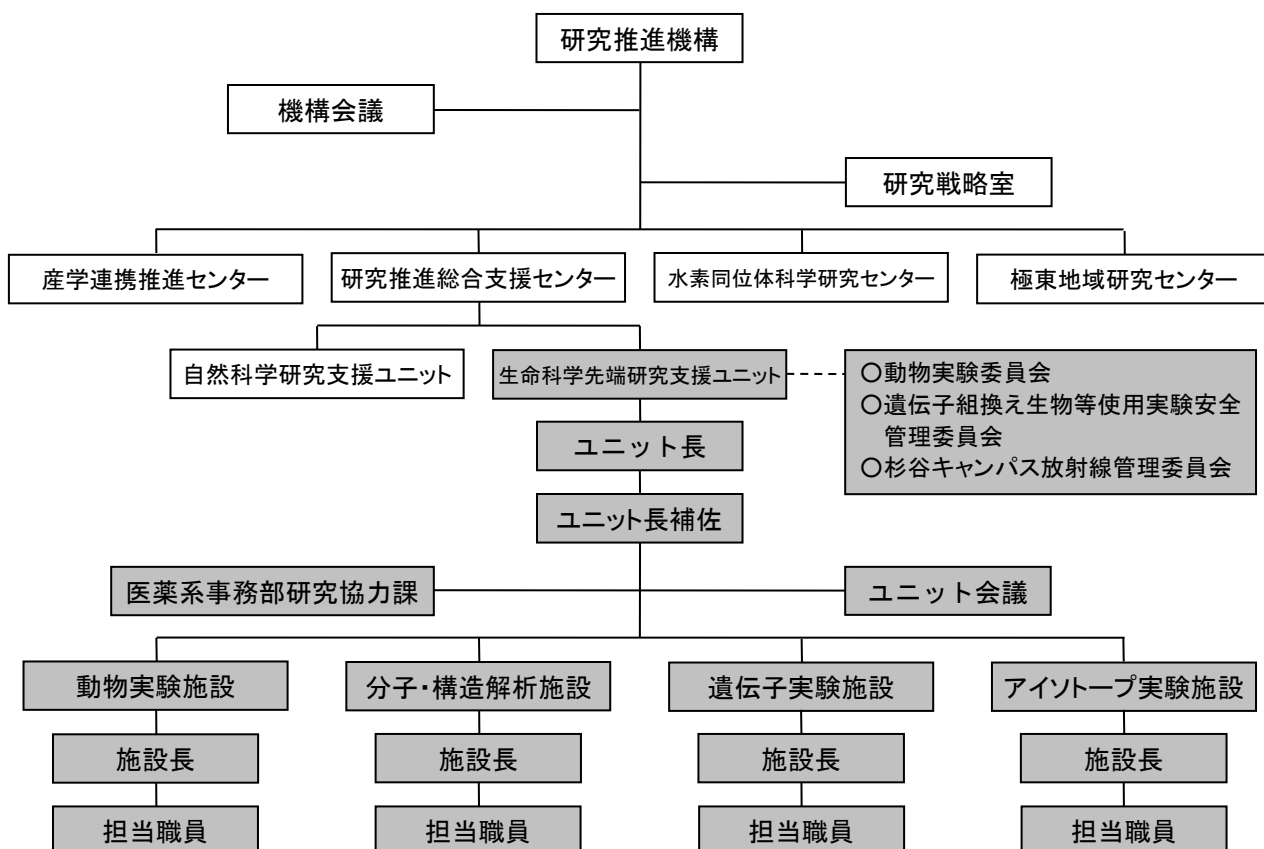 研究推進機構
機構会議
研究戦略室
産学連携推進センター
研究推進総合支援センター
水素同位体科学研究センター
極東地域研究センター
自然科学研究支援ユニット
生命科学先端研究支援ユニット
○動物実験委員会
○遺伝子組換え生物等使用実験安全
管理委員会
○杉谷キャンパス放射線管理委員会
ユニット長
ユニット長補佐
医薬系事務部研究協力課
ユニット会議
動物実験施設
分子・構造解析施設
遺伝子実験施設
アイソトープ実験施設
施設長
施設長
施設長
施設長
担当職員
担当職員
担当職員
担当職員